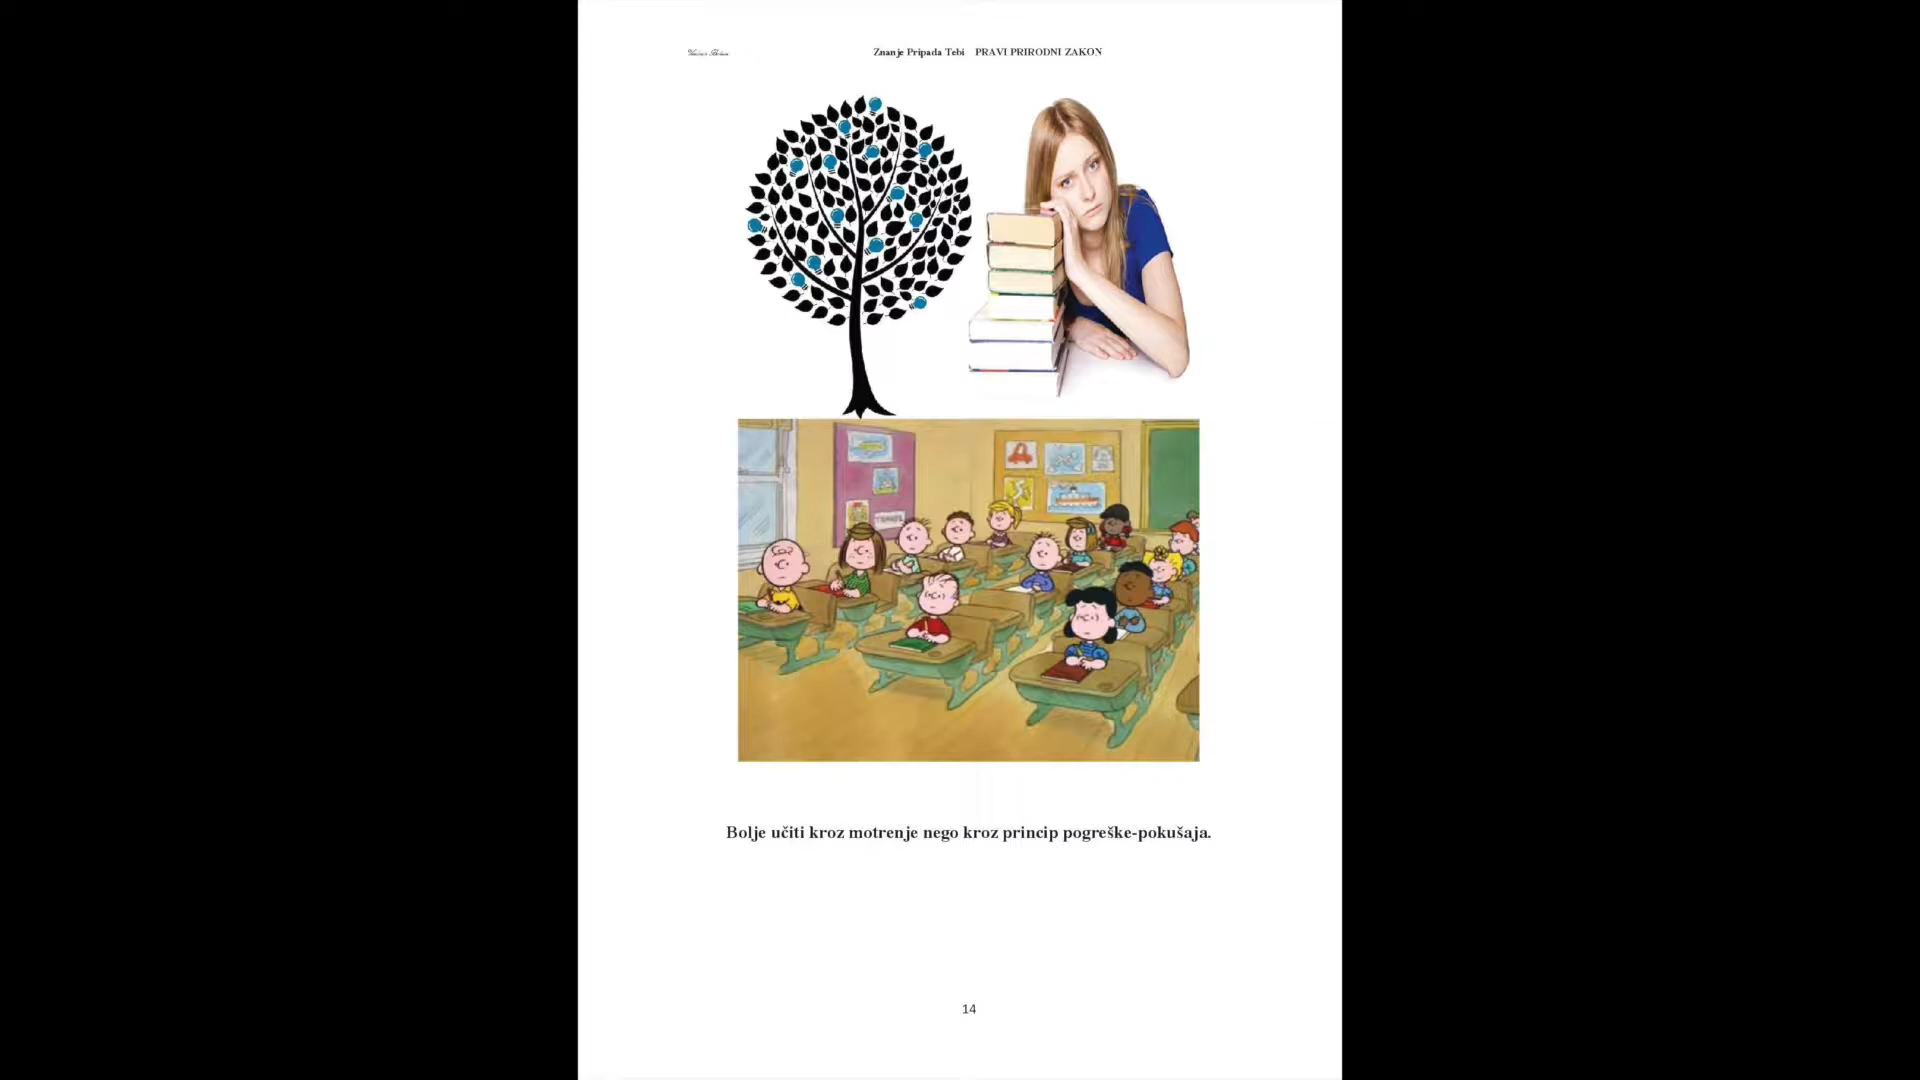 Znanje Pripada Tebi PRAVI PRIRODNI ZAKON
Bolje učiti kroz motrenje nego kroz princip pogreške-pokušaja.
14